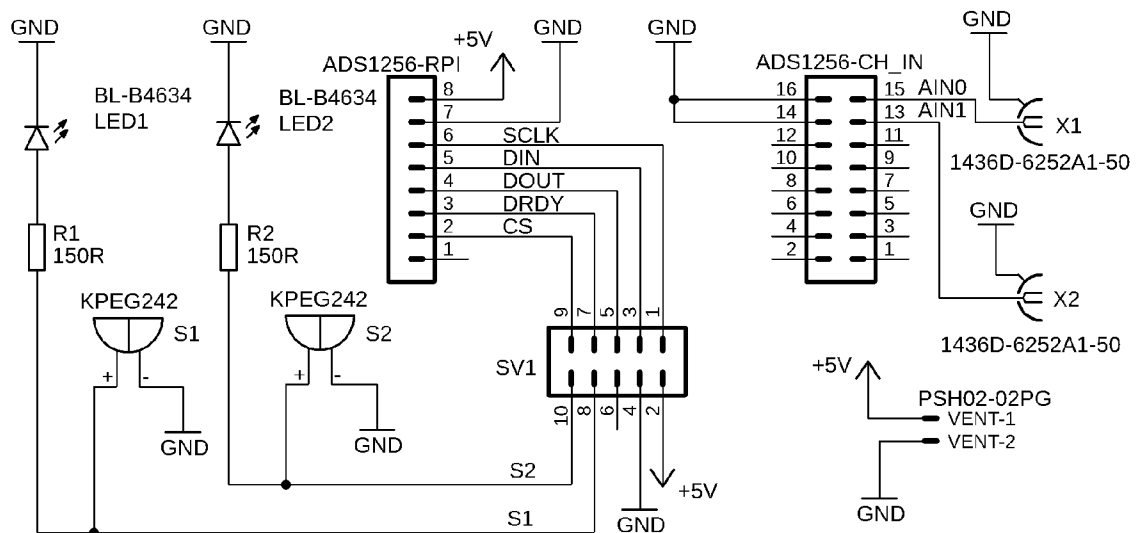 GND
GND
+5V
GND
GND
GND
ADS1256-RPI
ADS1256-CH_IN
BL-B4634
LED1
BL-B4634
LED2
8
7
6
5
4
3
2
1
SCLK
DIN
DOUT
DRDY
CS
16
14
12
10
8
6
4
2
15
13
11
9
7
5
3
1
AIN0
AIN1
X1
1436D-6252A1-50
GND
X2
1436D-6252A1-50
R1
150R
R2
150R
KPEG242
S1
+
-
GND
KPEG242
S2
+
-
GND
9
7
5
3
1
SV1
10
8
6
4
2
S2
S1
+5V
GND
+5V
PSH02-02PG
VENT-1
VENT-2
GND